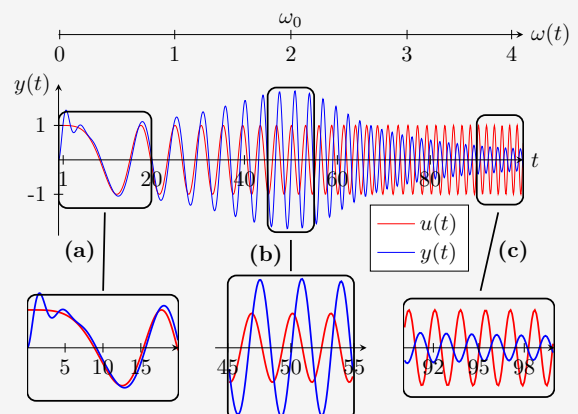 ω₀
0 1 2 3 4 ω(t)
y(t)
1
-1
1 20 40 60 80 t
u(t)
y(t)
(a) (b) (c)
5 10 15
45 50 55
92 95 98